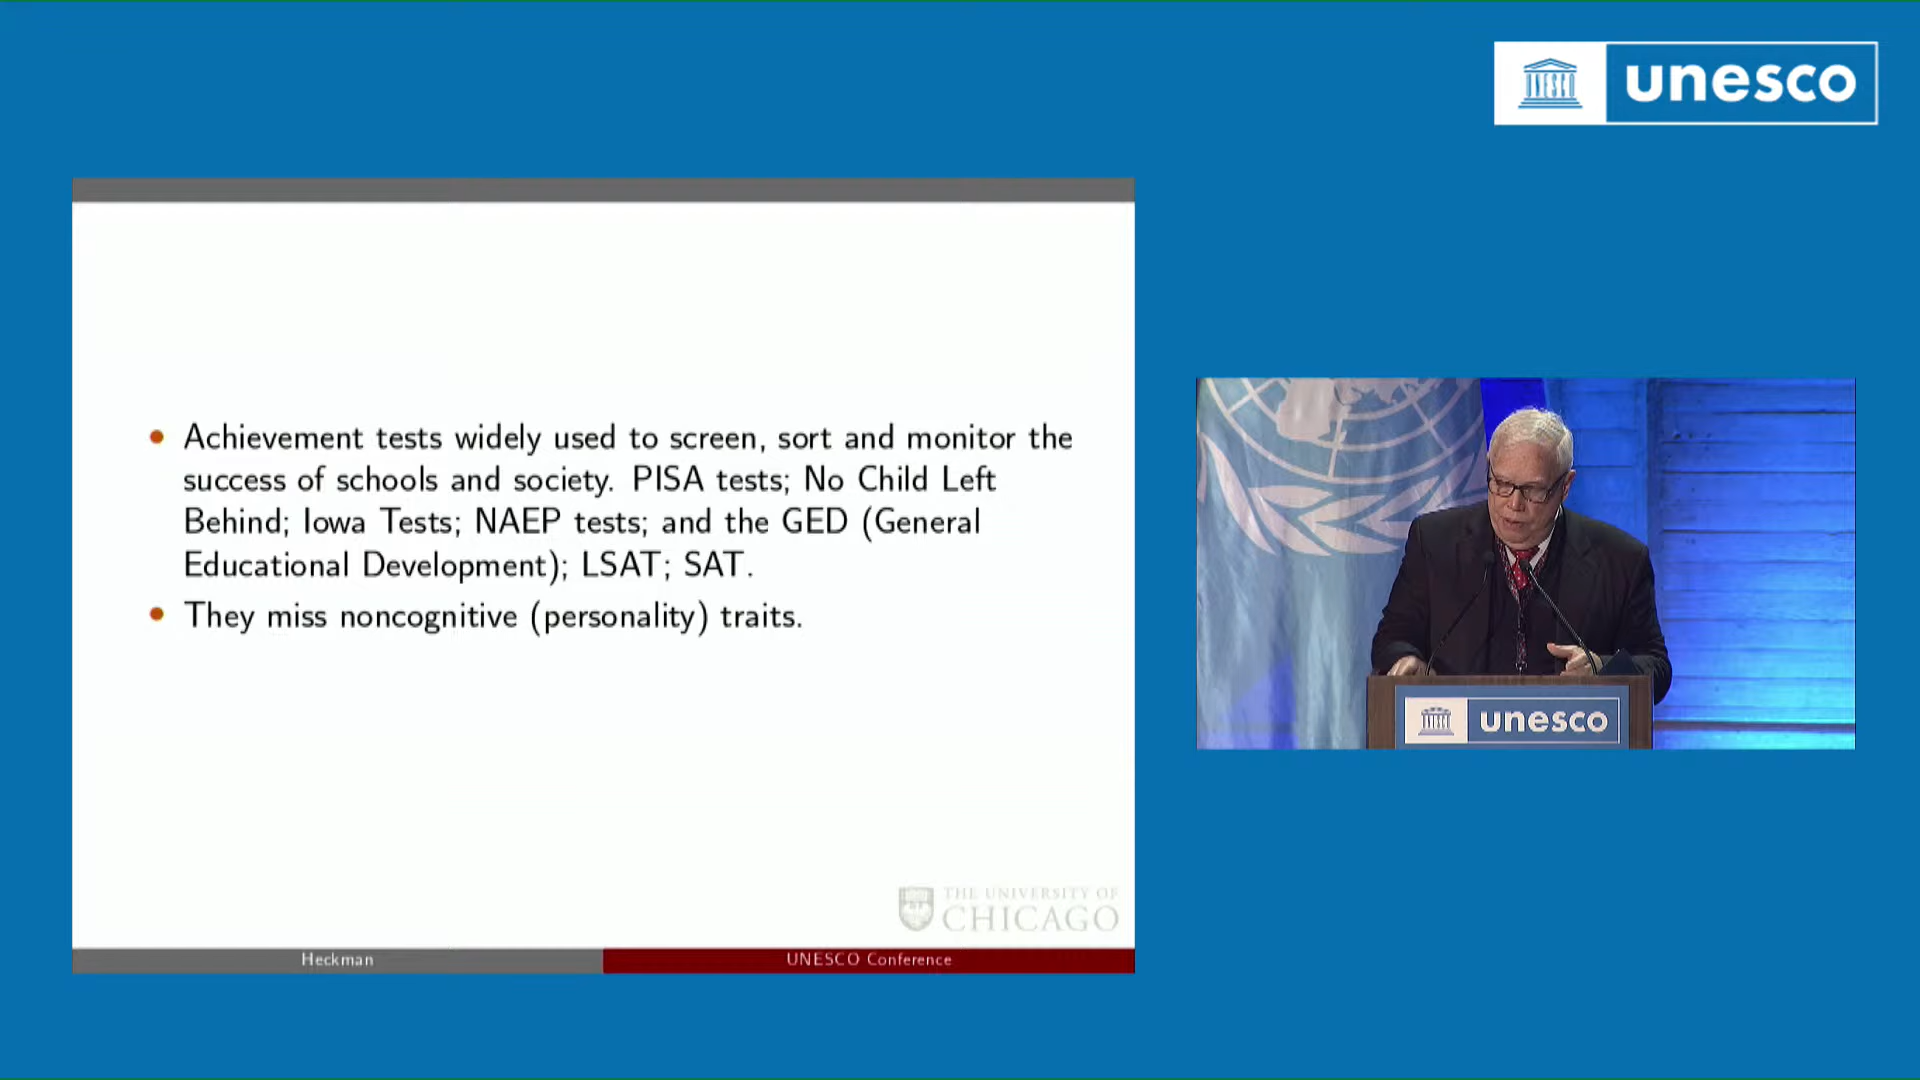 UNESCO
unesco
• Achievement tests widely used to screen, sort and monitor the
success of schools and society. PISA tests; No Child Left
Behind; Iowa Tests; NAEP tests; and the GED (General
Educational Development); LSAT; SAT.
• They miss noncognitive (personality) traits.
THE UNIVERSITY OF
CHICAGO
Heckman
UNESCO Conference
UNESCO
unesco